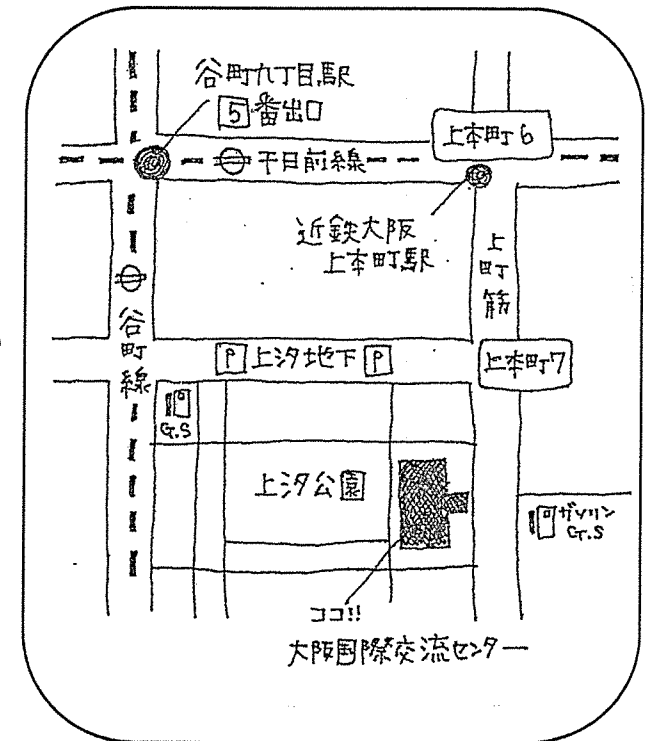 谷町九丁目駅
5番出口
上本町6
千日前線
近鉄大阪
上本町駅
上町筋
谷町線
P上汐地下P
上本町7
G.S
上汐公園
ガソリン
G.S
ココ!!
大阪国際交流センター